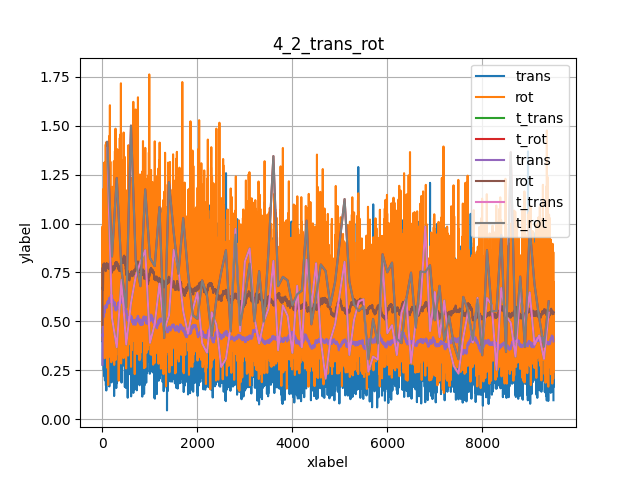 4_2_trans_rot
1.75
1.50
1.25
1.00
0.75
0.50
0.25
0.00
ylabel
0
2000
4000
6000
8000
xlabel
trans
rot
t_trans
t_rot
trans
rot
t_trans
t_rot